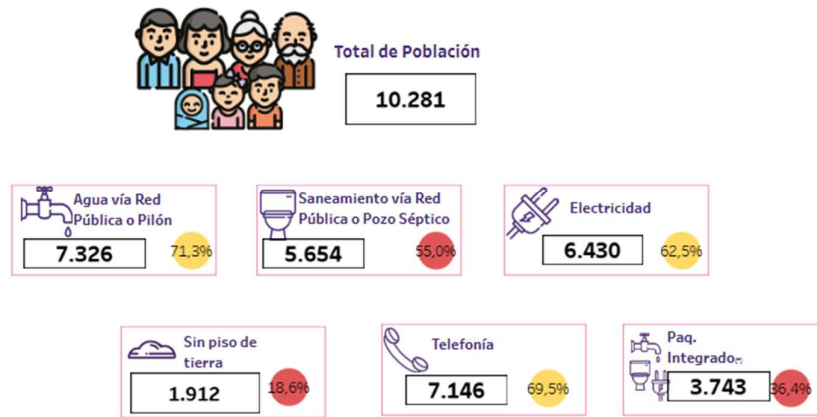 Total de Población
10.281
Agua vía Red
Pública o Pilón
7.326
71,3%
Saneamiento vía Red
Pública o Pozo Séptico
5.654
55,0%
Electricidad
6.430
62,5%
Sin piso de
tierra
1.912
18,6%
Telefonía
7.146
69,5%
Paq.
Integrado
3.743
36,4%